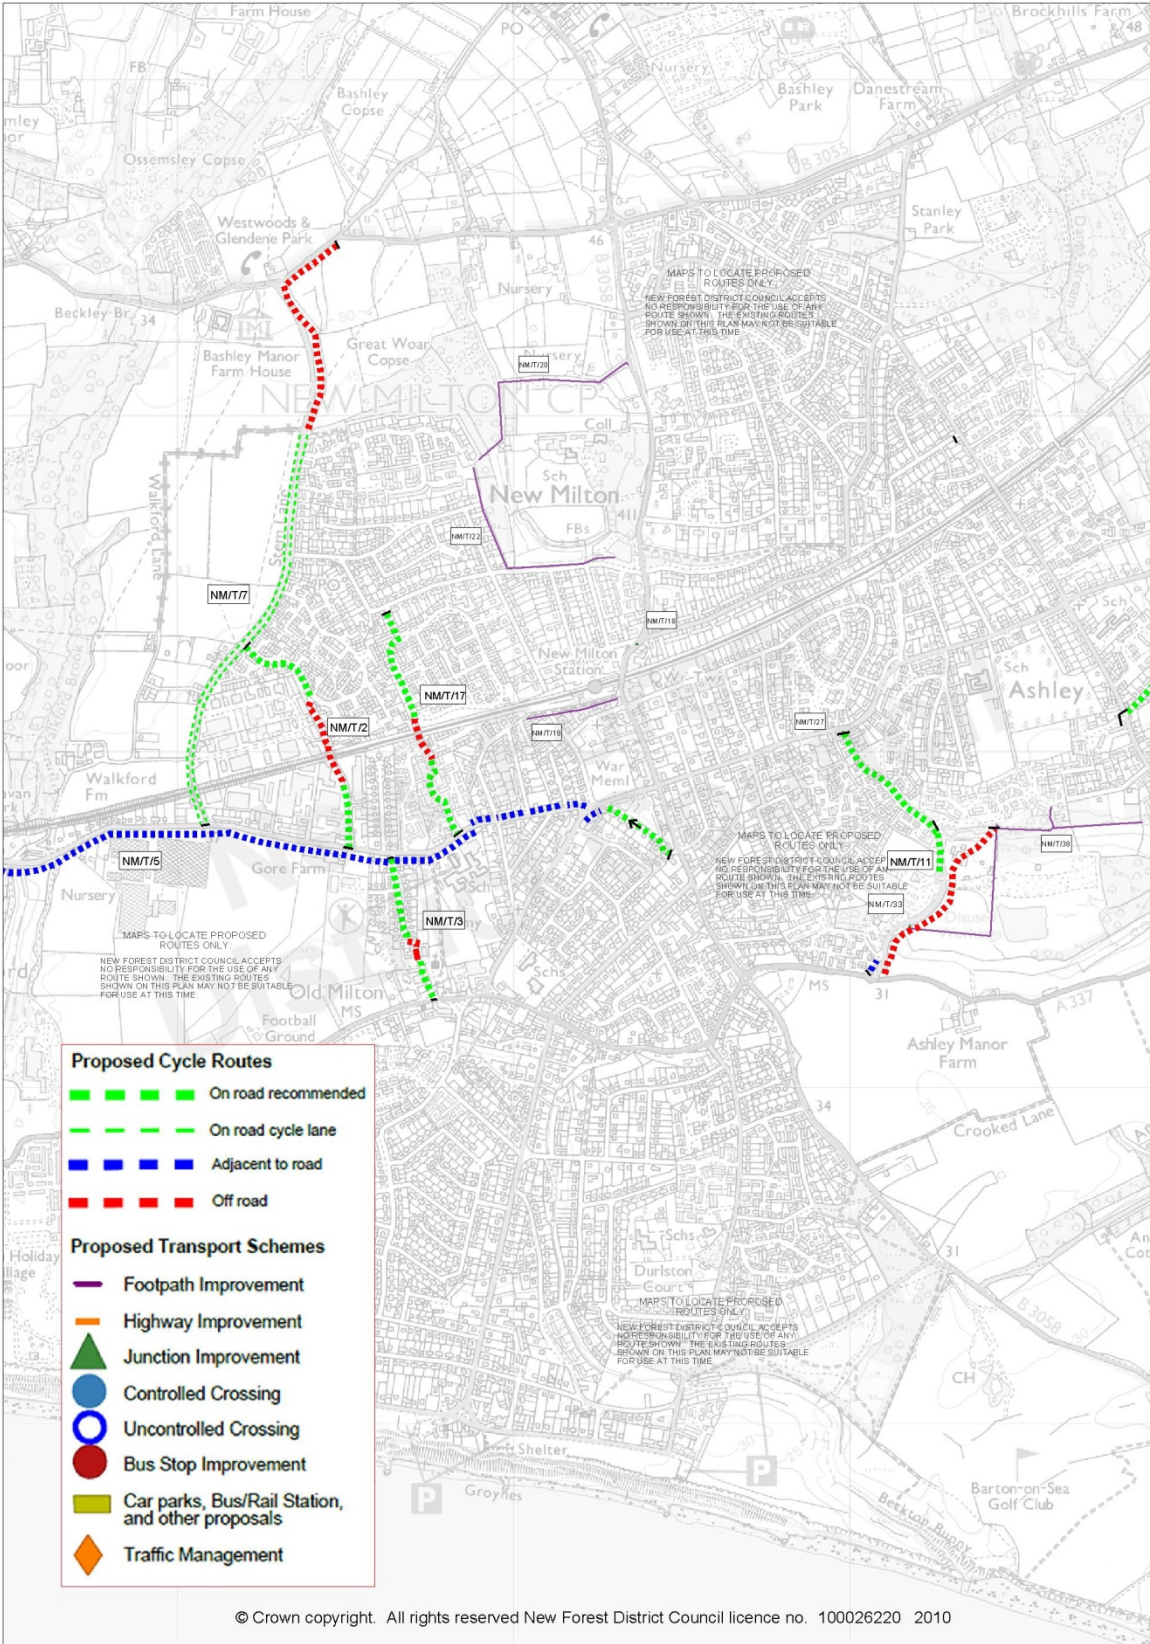 Farm House
PO
Brockhills Farm
48
54
FB
Nursery
Bashley
Copse
Bashley
Park
Danestream
Farm
Ossemsley Copse
B 3055
Westwoods &
Glendene Park
Stanley
Park
46
B 3058
MAPS TO LOCATE PROPOSED
ROUTES ONLY
Nursery
NEW FOREST DISTRICT COUNCIL ACCEPTS
NO RESPONSIBILITY FOR THE USE OF ANY
ROUTE SHOWN. THE EXISTING ROUTES
SHOWN ON THIS PLAN MAY NOT BE SUITABLE
FOR USE AT THIS TIME
Beckley Br
34
50
Great Woar
Copse
Bashley Manor
Farm House
Nursery
NM/T/20
NEW MILTON CP
Coll
Sch
New Milton
Walkford Lane
FBs
411
NM/T/22
NM/T/7
Sch
NM/T/18
New Milton
Station
Sch
Ashley
NM/T/17
NM/T/2
NM/T/27
NM/T/19
War
Meml
Walkford
Fm
37
MAPS TO LOCATE PROPOSED
ROUTES ONLY
NM/T/38
NM/T/5
Gore Farm
NEW FOREST DISTRICT COUNCIL ACCEP
NO RESPONSIBILITY FOR THE USE OF AN
ROUTE SHOWN. THE EXISTING ROUTES
SHOWN ON THIS PLAN MAY NOT BE SUITABLE
FOR USE AT THIS TIME.
NM/T/11
Nursery
Sch
NM/T/33
Disused
NM/T/3
MAPS TO LOCATE PROPOSED
ROUTES ONLY
NEW FOREST DISTRICT COUNCIL ACCEPTS
NO RESPONSIBILITY FOR THE USE OF ANY
ROUTE SHOWN. THE EXISTING ROUTES
SHOWN ON THIS PLAN MAY NOT BE SUITABLE
FOR USE AT THIS TIME.
Schs
Old Milton
MS
MS
31
A 337
Football
Ground
Ashley Manor
Farm
Proposed Cycle Routes
On road recommended
On road cycle lane
Adjacent to road
Off road
34
Crooked Lane
Proposed Transport Schemes
Footpath Improvement
Highway Improvement
Junction Improvement
Controlled Crossing
Uncontrolled Crossing
Bus Stop Improvement
Car parks, Bus/Rail Station,
and other proposals
Traffic Management
Holiday
Schs
Durlston
Court
31
B 3058
MAPS TO LOCATE PROPOSED
ROUTES ONLY
NEW FOREST DISTRICT COUNCIL ACCEPTS
NO RESPONSIBILITY FOR THE USE OF ANY
ROUTE SHOWN. THE EXISTING ROUTES
SHOWN ON THIS PLAN MAY NOT BE SUITABLE
FOR USE AT THIS TIME
CH
Shelter
P
P
Groynes
Barton-on-Sea
Golf Club
Beckton Bunny
© Crown copyright. All rights reserved New Forest District Council licence no. 100026220 2010